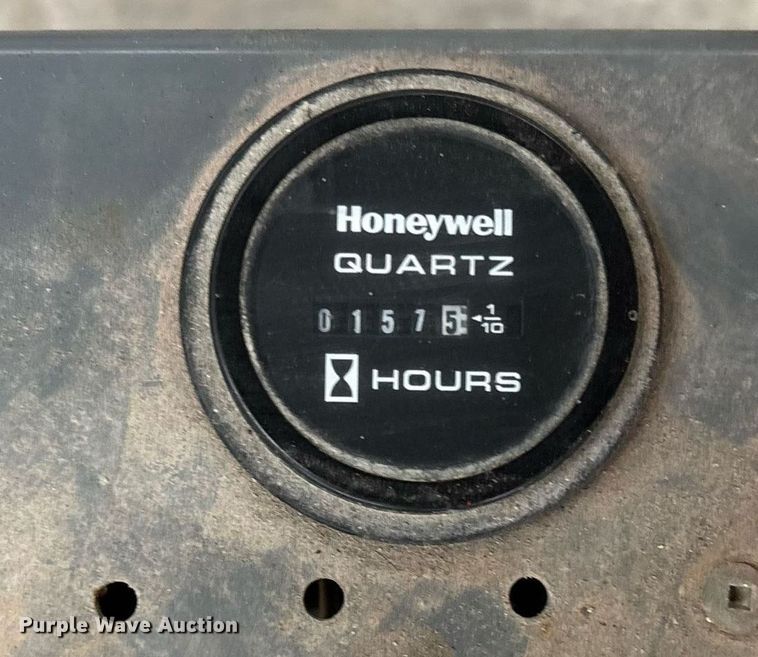 Honeywell
QUARTZ
0 1 5 7 5 ◄ 1/10
HOURS
Purple Wave Auction